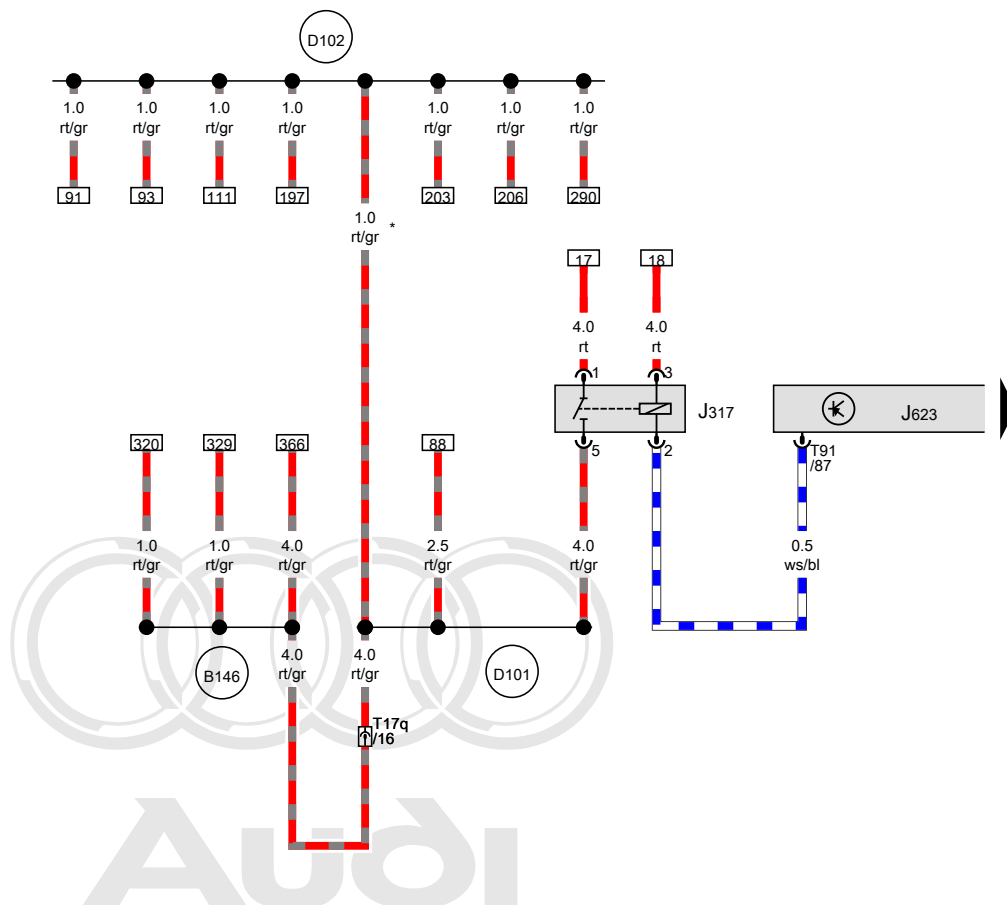 D102
1.0 1.0 1.0 1.0 1.0 1.0 1.0
rt/gr rt/gr rt/gr rt/gr rt/gr rt/gr rt/gr
91 93 111 197 203 206 290
1.0
rt/gr *
17 18
4.0 4.0
rt rt
1 3
J317 J623
5 2 T91
/87
320 329 366 88
1.0 1.0 4.0 2.5 4.0 0.5
rt/gr rt/gr rt/gr rt/gr rt/gr ws/bl
4.0 4.0
rt/gr rt/gr
B146 D101
T17q
/16
Audi